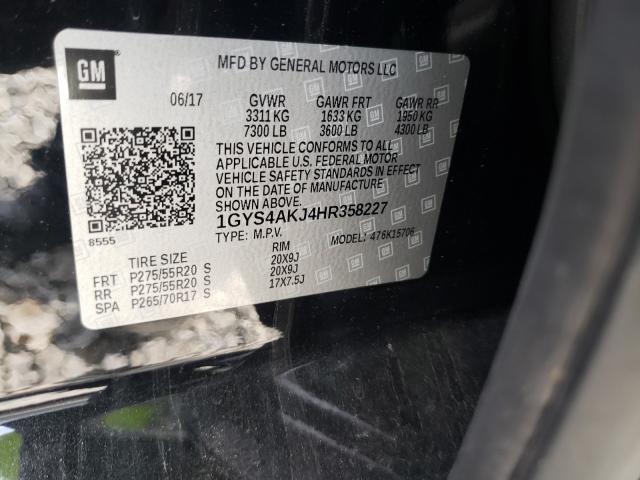 GM
MFD BY GENERAL MOTORS LLC
06/17 GVWR GAWR FRT GAWR RR
3311 KG 1633 KG 1950 KG
7300 LB 3600 LB 4300 LB
THIS VEHICLE CONFORMS TO ALL
APPLICABLE U.S. FEDERAL MOTOR
VEHICLE SAFETY STANDARDS IN EFFECT
ON THE DATE OF MANUFACTURE
SHOWN ABOVE.
1GYS4AKJ4HR358227
TYPE: M.P.V. MODEL: 476K15706
8555
TIRE SIZE RIM
FRT P275/55R20 S 20X9J
RR P275/55R20 S 20X9J
SPA P265/70R17 S 17X7.5J